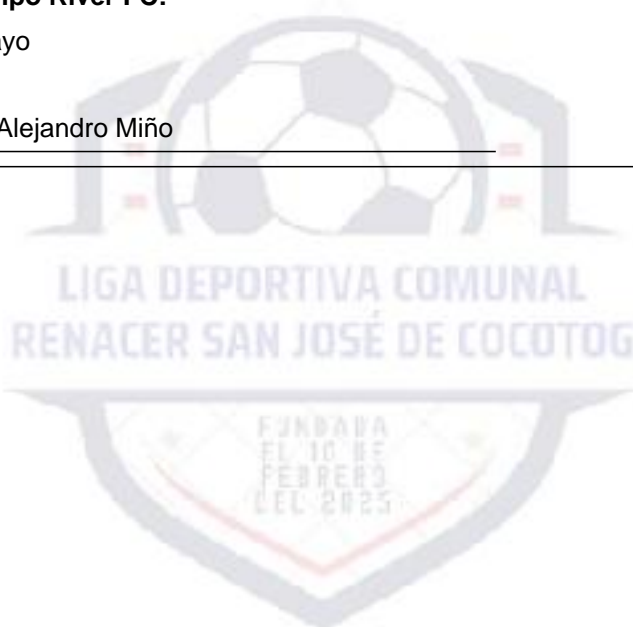 River FC.
Alejandro Miño
LIGA DEPORTIVA COMUNAL
RENACER SAN JOSÉ DE COCOTOG
FUNDADA
EL 10 DE
FEBRERO
DEL 2025